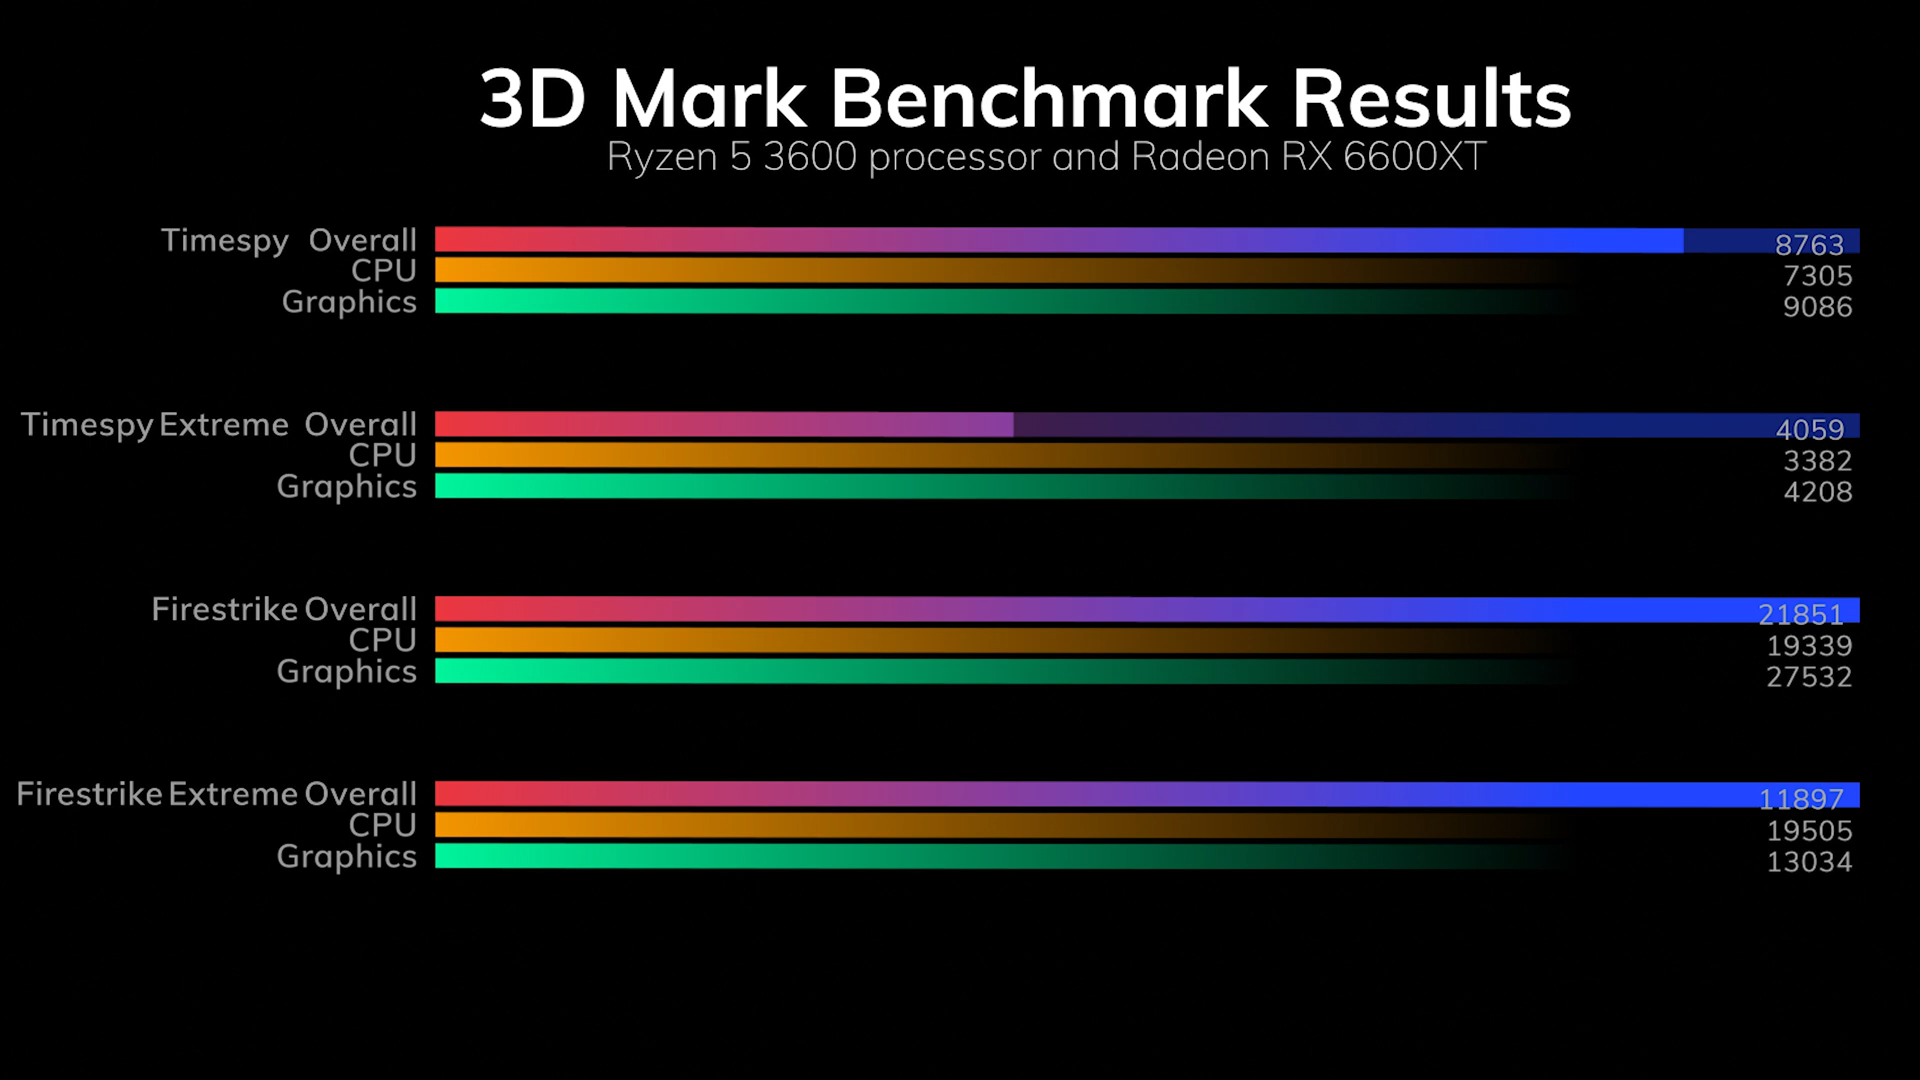 3D Mark Benchmark Results
Ryzen 5 3600 processor and Radeon RX 6600XT
Timespy Overall 8763
CPU 7305
Graphics 9086
Timespy Extreme Overall 4059
CPU 3382
Graphics 4208
Firestrike Overall 21851
CPU 19339
Graphics 27532
Firestrike Extreme Overall 11897
CPU 19505
Graphics 13034